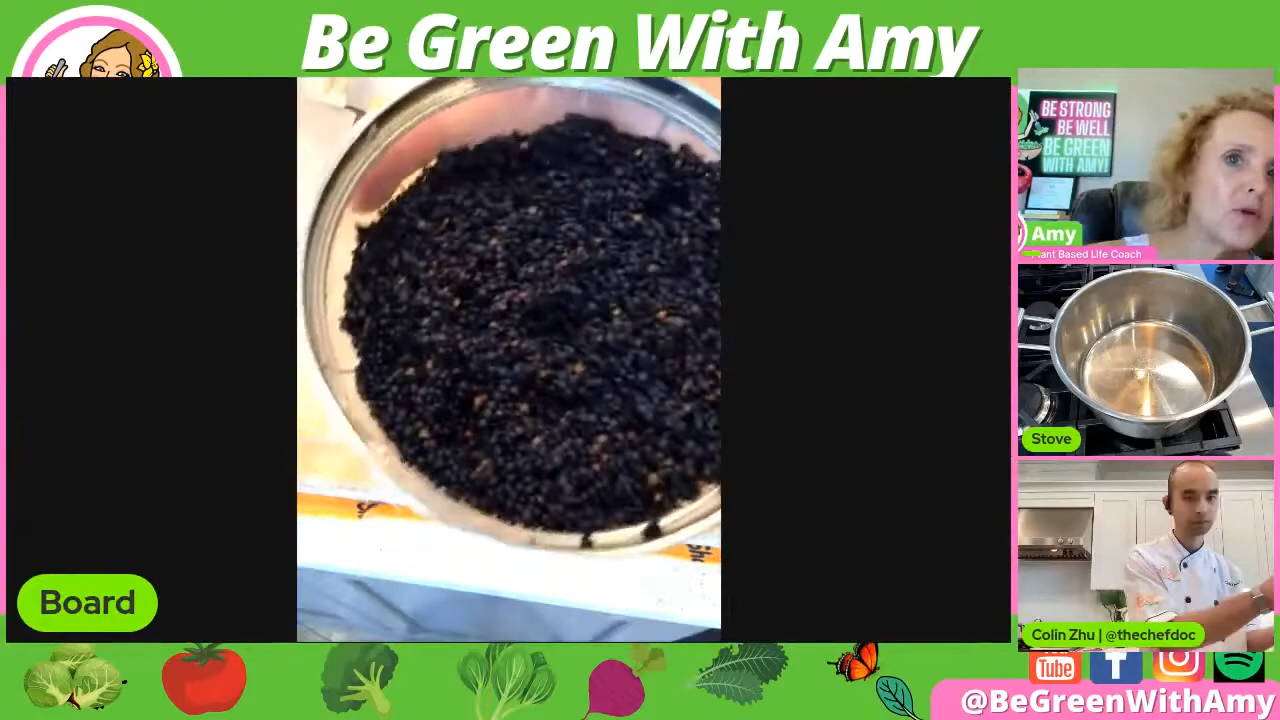 Be Green With Amy
BE STRONG
BE WELL
BE GREEN
WITH AMY!
Amy
Plant Based Life Coach
Stove
Board
Colin Zhu | @thechefdoc
Tube
@BeGreenWithAmy